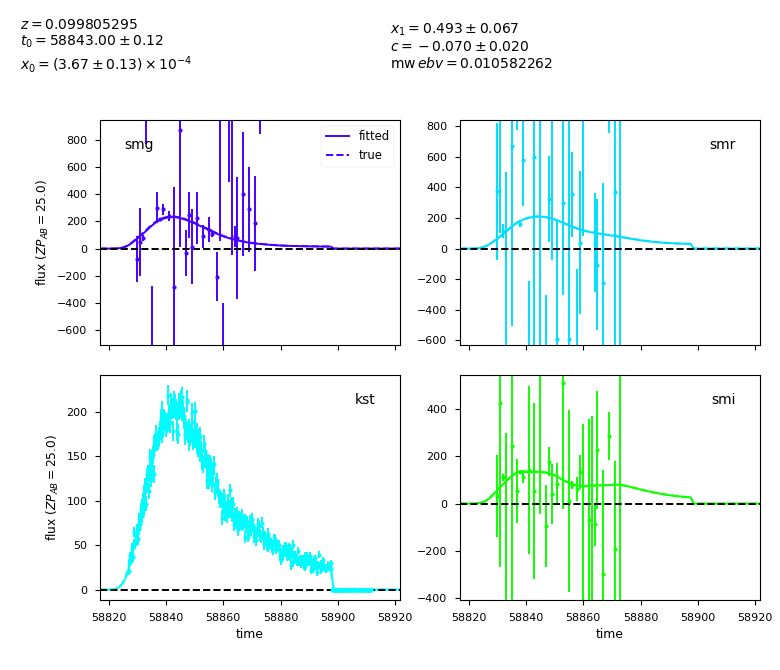 z = 0.099805295
t₀ = 58843.00 ± 0.12
x₀ = (3.67 ± 0.13) × 10⁻⁴
x₁ = 0.493 ± 0.067
c = −0.070 ± 0.020
mw ebv = 0.010582262
smg
fitted
true
800
600
400
200
0
−200
−400
−600
flux (ZP_AB = 25.0)
smr
800
600
400
200
0
−200
−400
−600
kst
200
150
100
50
0
flux (ZP_AB = 25.0)
58820 58840 58860 58880 58900 58920
time
smi
400
200
0
−200
−400
58820 58840 58860 58880 58900 58920
time